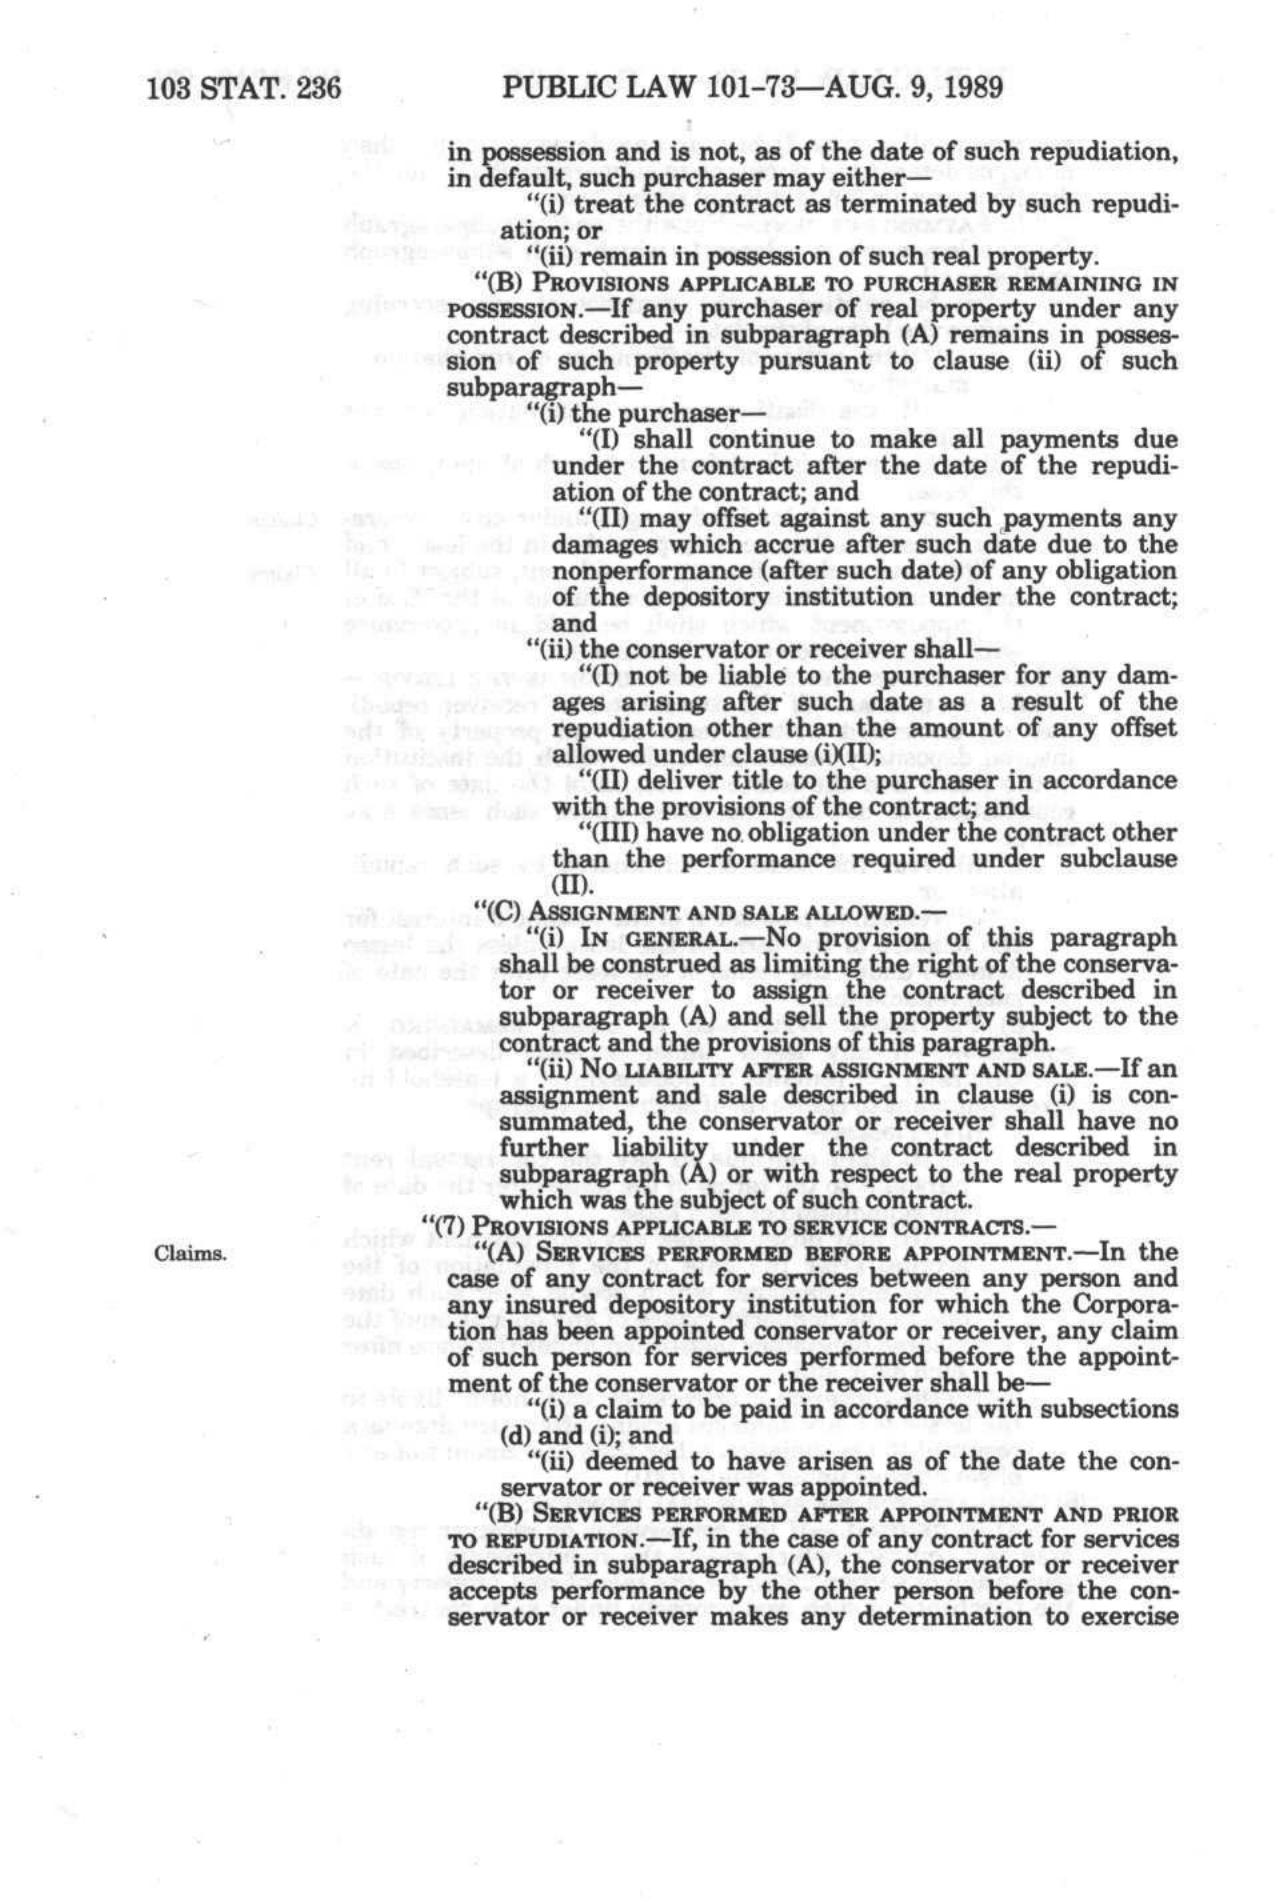 103 STAT. 236 PUBLIC LAW 101-73—AUG. 9, 1989
in possession and is not, as of the date of such repudiation,
in default, such purchaser may either—
“(i) treat the contract as terminated by such repudi-
ation; or
“(ii) remain in possession of such real property.
“(B) PROVISIONS APPLICABLE TO PURCHASER REMAINING IN
POSSESSION.—If any purchaser of real property under any
contract described in subparagraph (A) remains in posses-
sion of such property pursuant to clause (ii) of such
subparagraph—
“(i) the purchaser—
“(I) shall continue to make all payments due
under the contract after the date of the repudi-
ation of the contract; and
“(II) may offset against any such payments any
damages which accrue after such date due to the
nonperformance (after such date) of any obligation
of the depository institution under the contract;
and
“(ii) the conservator or receiver shall—
“(I) not be liable to the purchaser for any dam-
ages arising after such date as a result of the
repudiation other than the amount of any offset
allowed under clause (i)(II);
“(II) deliver title to the purchaser in accordance
with the provisions of the contract; and
“(III) have no obligation under the contract other
than the performance required under subclause
(II).
“(C) ASSIGNMENT AND SALE ALLOWED.—
“(i) IN GENERAL.—No provision of this paragraph
shall be construed as limiting the right of the conserva-
tor or receiver to assign the contract described in
subparagraph (A) and sell the property subject to the
contract and the provisions of this paragraph.
“(ii) NO LIABILITY AFTER ASSIGNMENT AND SALE.—If an
assignment and sale described in clause (i) is con-
summated, the conservator or receiver shall have no
further liability under the contract described in
subparagraph (A) or with respect to the real property
which was the subject of such contract.
“(7) PROVISIONS APPLICABLE TO SERVICE CONTRACTS.—
Claims.
“(A) SERVICES PERFORMED BEFORE APPOINTMENT.—In the
case of any contract for services between any person and
any insured depository institution for which the Corpora-
tion has been appointed conservator or receiver, any claim
of such person for services performed before the appoint-
ment of the conservator or the receiver shall be—
“(i) a claim to be paid in accordance with subsections
(d) and (i); and
“(ii) deemed to have arisen as of the date the con-
servator or receiver was appointed.
“(B) SERVICES PERFORMED AFTER APPOINTMENT AND PRIOR
TO REPUDIATION.—If, in the case of any contract for services
described in subparagraph (A), the conservator or receiver
accepts performance by the other person before the con-
servator or receiver makes any determination to exercise